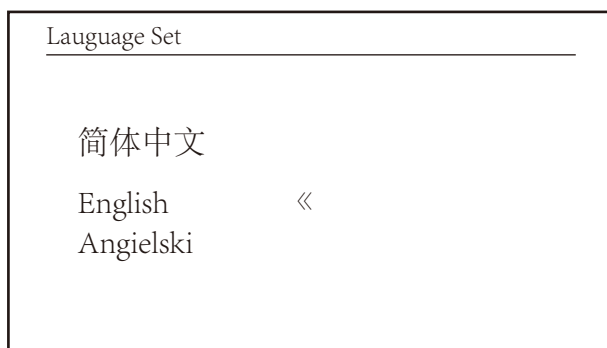 Lauguage Set
简体中文
English 《
Angielski